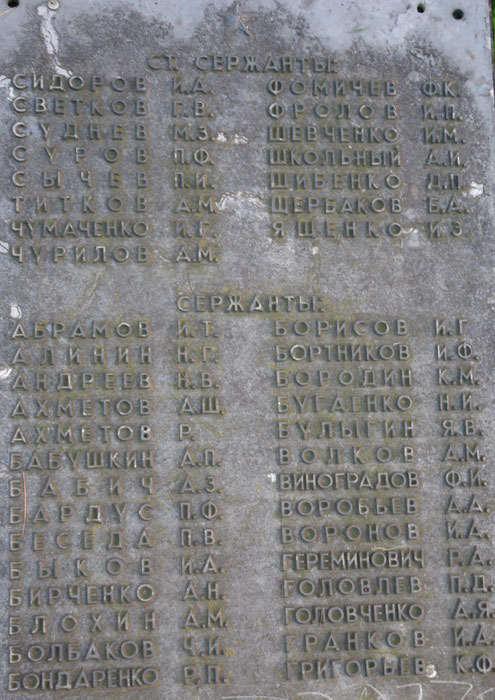 СТ. СЕРЖАНТЫ:
СИДОРОВ И.А.
СВЕТКОВ Г.В.
СУДНЕВ М.З.
СУРОВ П.Ф.
СЫЧЕВ П.И.
ТИТКОВ А.М.
ЧУМАЧЕНКО И.Г.
ЧУРИЛОВ А.М.
ФОМИЧЕВ Ф.К.
ФРОЛОВ И.П.
ШЕВЧЕНКО И.М.
ШКОЛЬНЫЙ А.И.
ШИБЕНКО Д.П.
ЩЕРБАКОВ Е.А.
ЯЩЕНКО И.З.
СЕРЖАНТЫ:
АБРАМОВ И.Т.
АЛИНИН Н.Г.
АНДРЕЕВ Н.В.
АХМЕТОВ А.Ш.
АХМЕТОВ Р.
БАБУШКИН А.П.
БАБИЧ А.З.
БАРДУС П.Ф.
БЕСЕДА П.В.
БЫКОВ И.А.
БИРЧЕНКО А.Н.
БЛОХИН А.М.
БОЛБАКОВ Ч.И.
БОНДАРЕНКО Р.П.
БОРИСОВ И.Г.
БОРТНИКОВ И.Ф.
БОРОДИН К.М.
БУГАЕНКО Н.И.
БУЛЫГИН Я.В.
ВОЛКОВ А.М.
ВИНОГРАДОВ Ф.И.
ВОРОБЬЕВ А.А.
ВОРОНОВ И.А.
ГЕРЕМИНОВИЧ Р.А.
ГОЛОВЛЕВ П.Д.
ГОЛОВЧЕНКО А.Я.
ГРАНКОВ И.А.
ГРИГОРЬЕВ К.Ф.